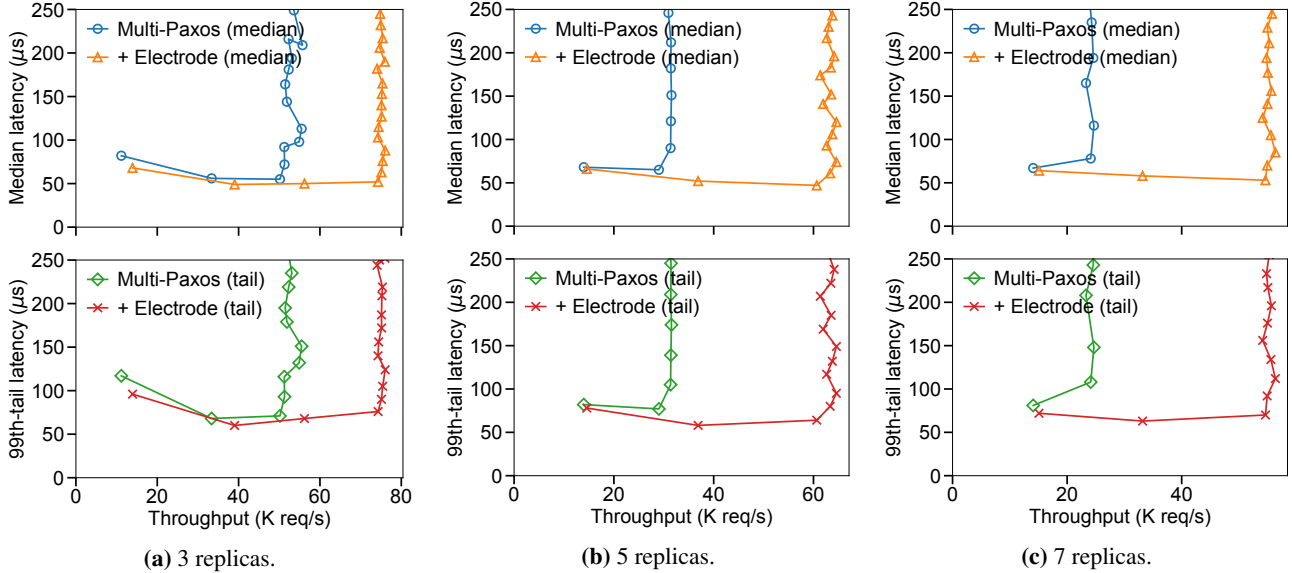 250
200
150
100
50
0
Median latency (μs)
Multi-Paxos (median)
+ Electrode (median)
250
200
150
100
50
0
Median latency (μs)
Multi-Paxos (median)
+ Electrode (median)
250
200
150
100
50
0
Median latency (μs)
Multi-Paxos (median)
+ Electrode (median)
250
200
150
100
50
0
99th-tail latency (μs)
Multi-Paxos (tail)
+ Electrode (tail)
0 20 40 60 80
Throughput (K req/s)
250
200
150
100
50
0
99th-tail latency (μs)
Multi-Paxos (tail)
+ Electrode (tail)
0 20 40 60
Throughput (K req/s)
250
200
150
100
50
0
99th-tail latency (μs)
Multi-Paxos (tail)
+ Electrode (tail)
0 20 40
Throughput (K req/s)
(a) 3 replicas.
(b) 5 replicas.
(c) 7 replicas.